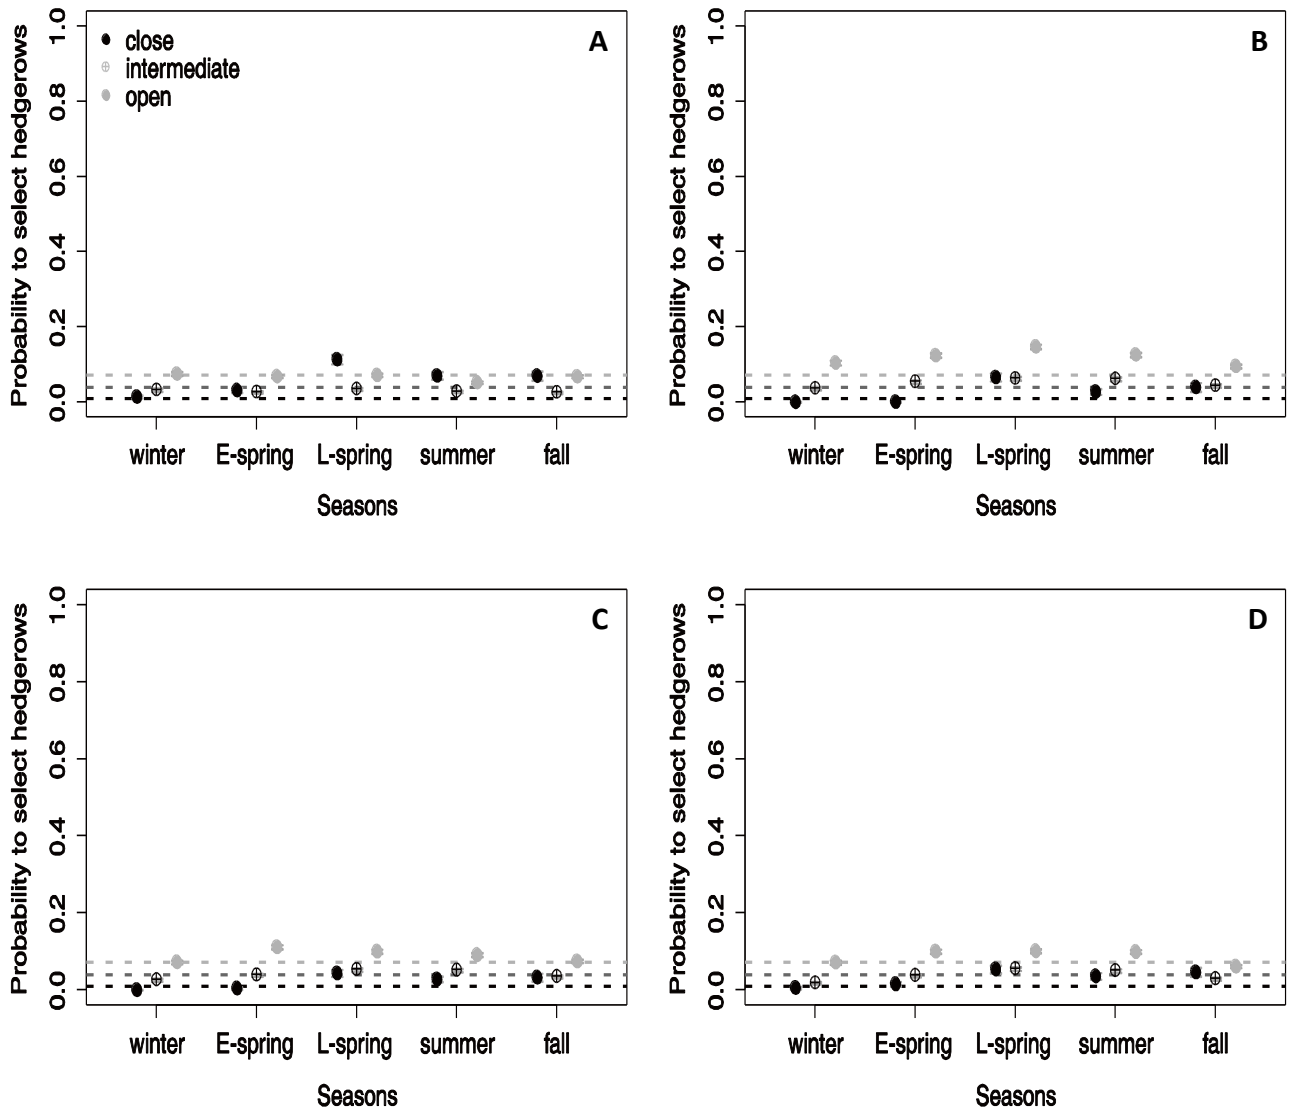 A
close
intermediate
open
Probability to select hedgerows
1.0
0.8
0.6
0.4
0.2
0.0
winter E-spring L-spring summer fall
Seasons
B
Probability to select hedgerows
1.0
0.8
0.6
0.4
0.2
0.0
winter E-spring L-spring summer fall
Seasons
C
Probability to select hedgerows
1.0
0.8
0.6
0.4
0.2
0.0
winter E-spring L-spring summer fall
Seasons
D
Probability to select hedgerows
1.0
0.8
0.6
0.4
0.2
0.0
winter E-spring L-spring summer fall
Seasons